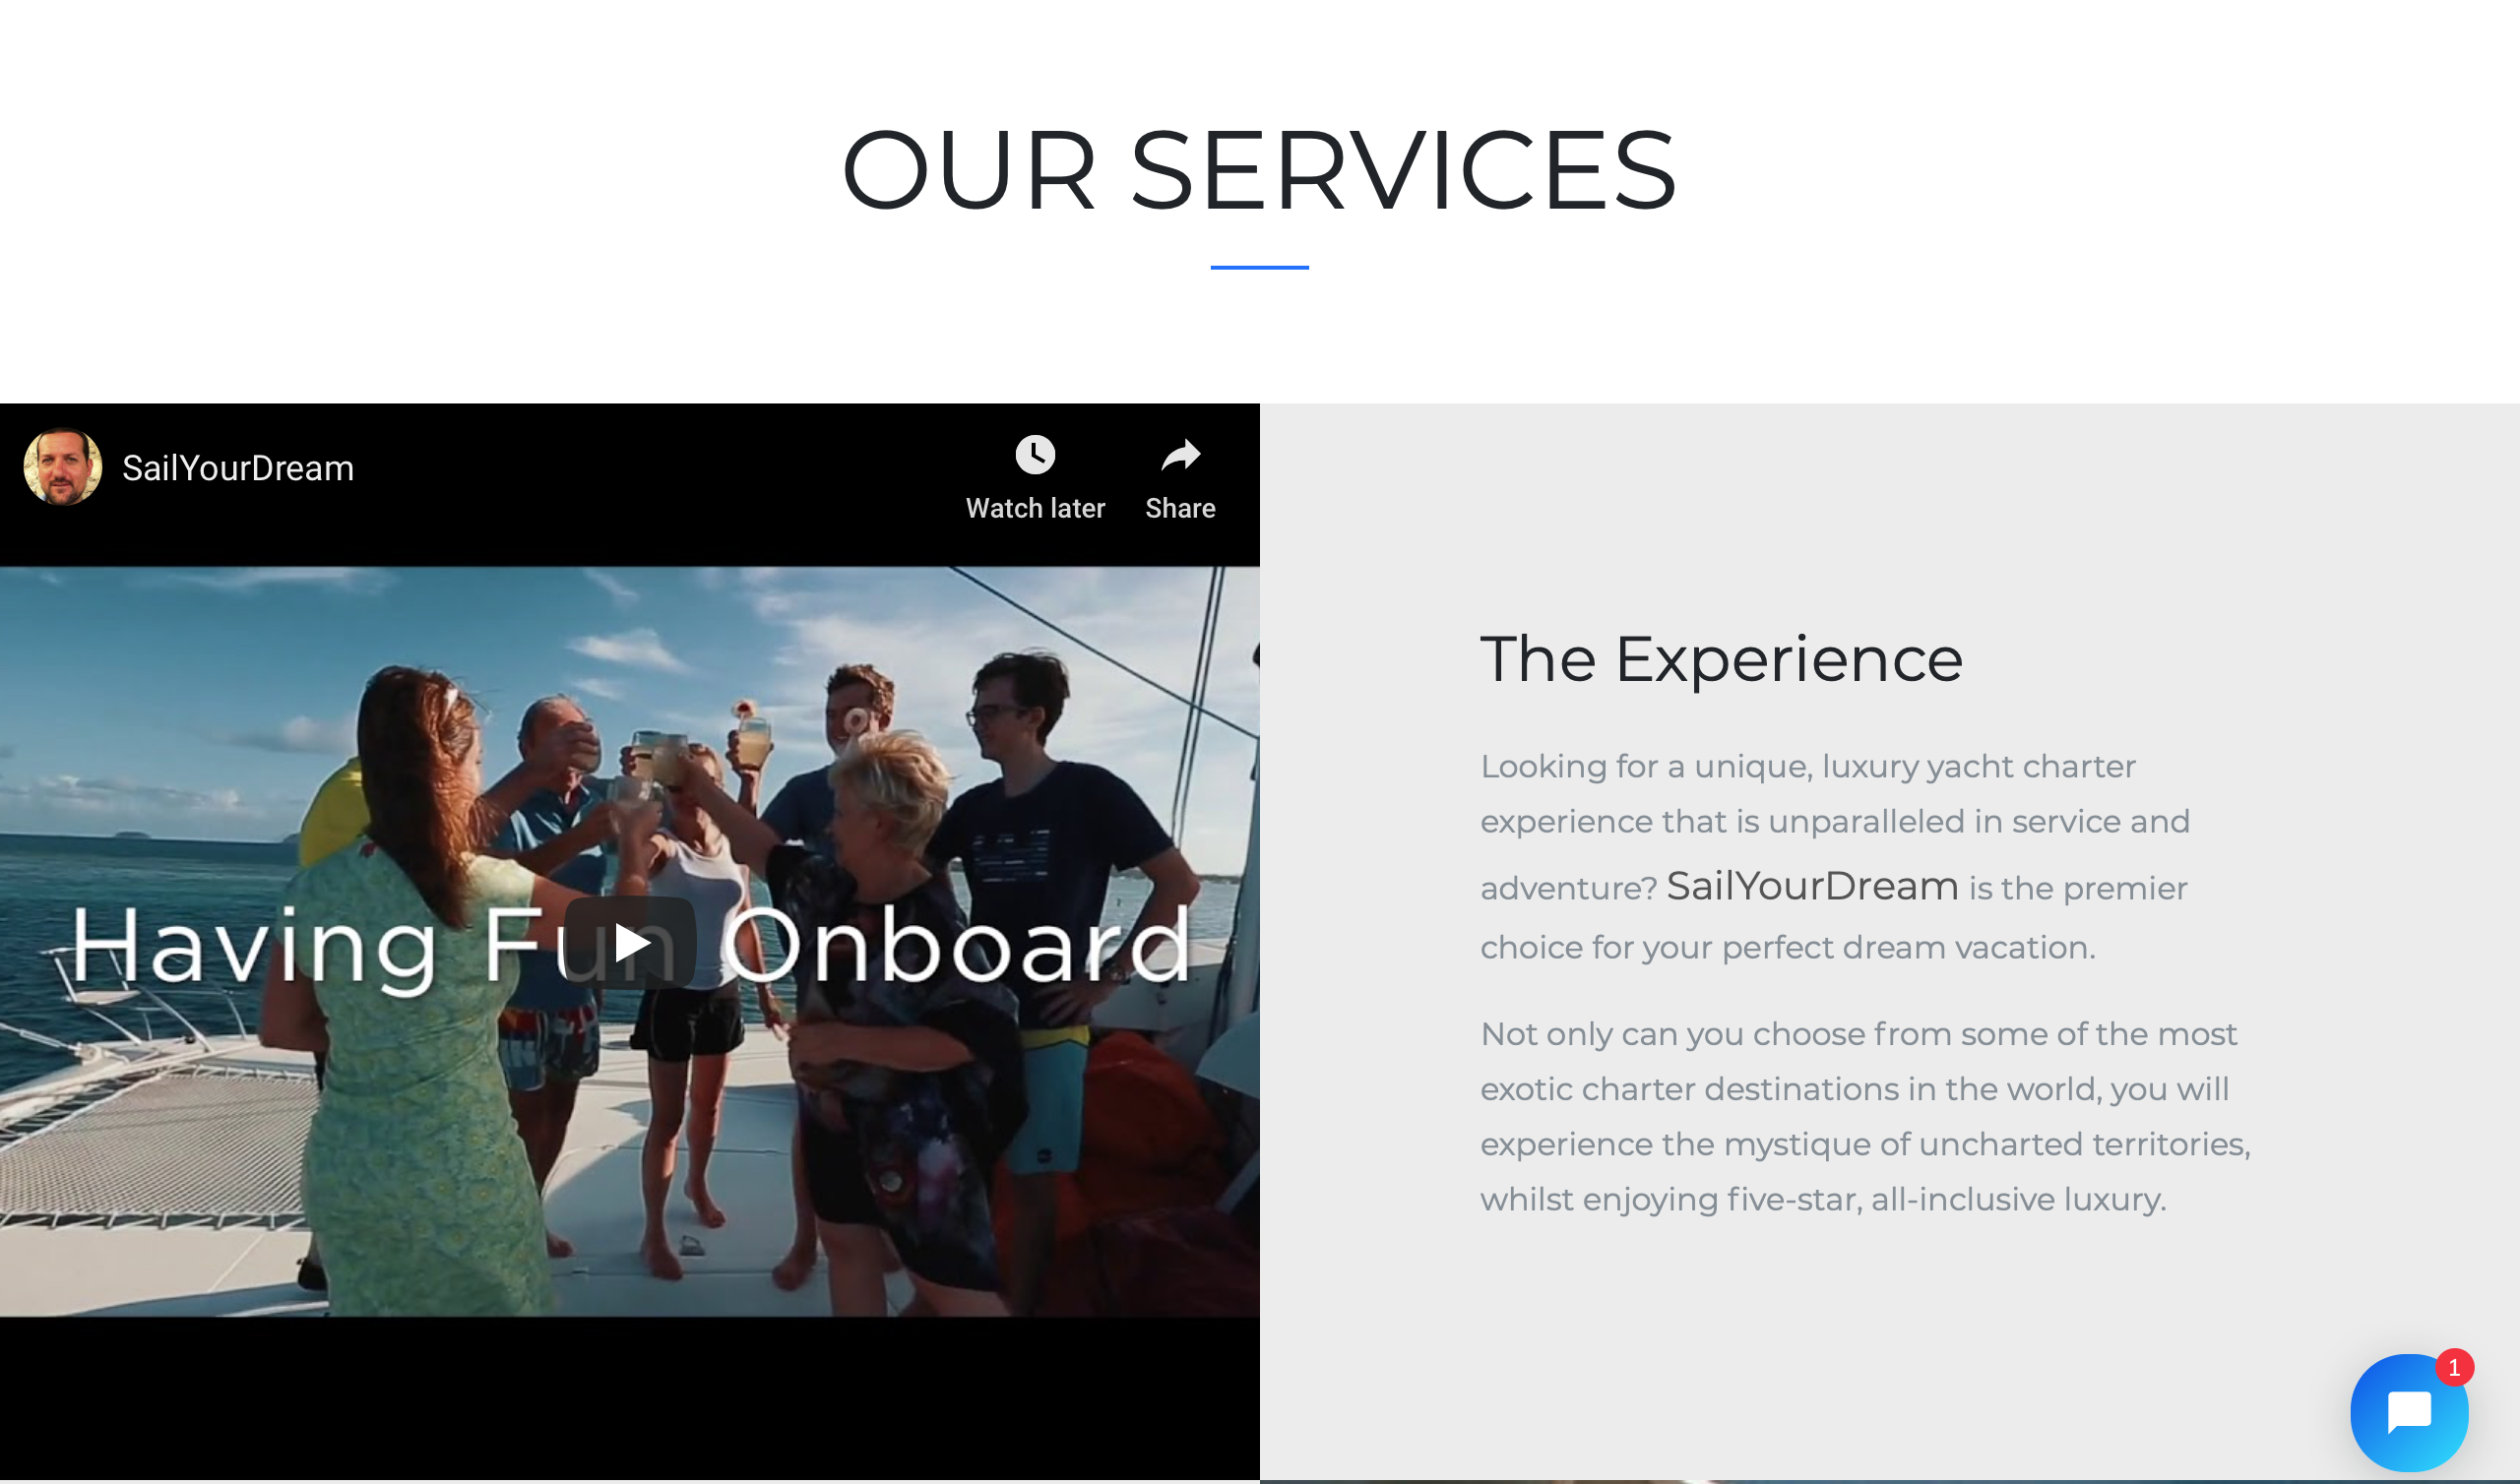 OUR SERVICES
SailYourDream
Watch later
Share
Having Fun Onboard
The Experience
Looking for a unique, luxury yacht charter
experience that is unparalleled in service and
adventure? SailYourDream is the premier
choice for your perfect dream vacation.
Not only can you choose from some of the most
exotic charter destinations in the world, you will
experience the mystique of uncharted territories,
whilst enjoying five-star, all-inclusive luxury.
1